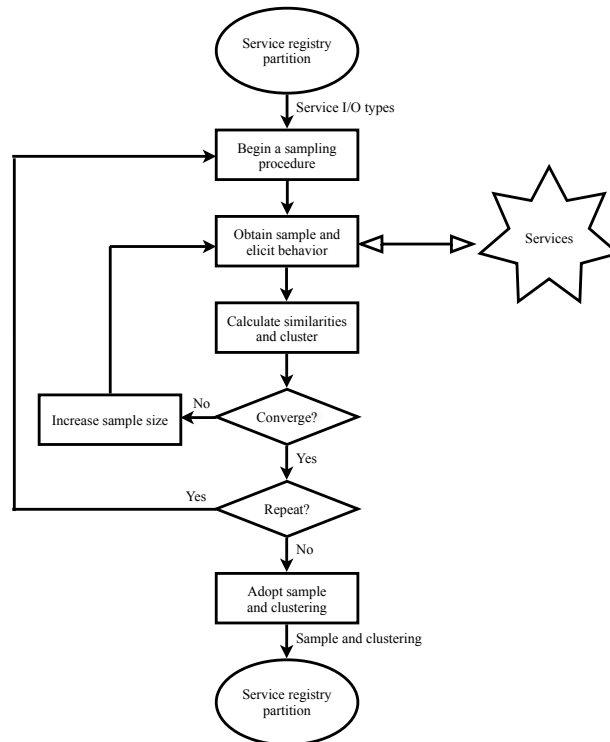 Service registry
partition
Service I/O types
Begin a sampling
procedure
Obtain sample and
elicit behavior
Services
Calculate similarities
and cluster
Increase sample size
No
Converge?
Yes
Yes
Repeat?
No
Adopt sample
and clustering
Sample and clustering
Service registry
partition